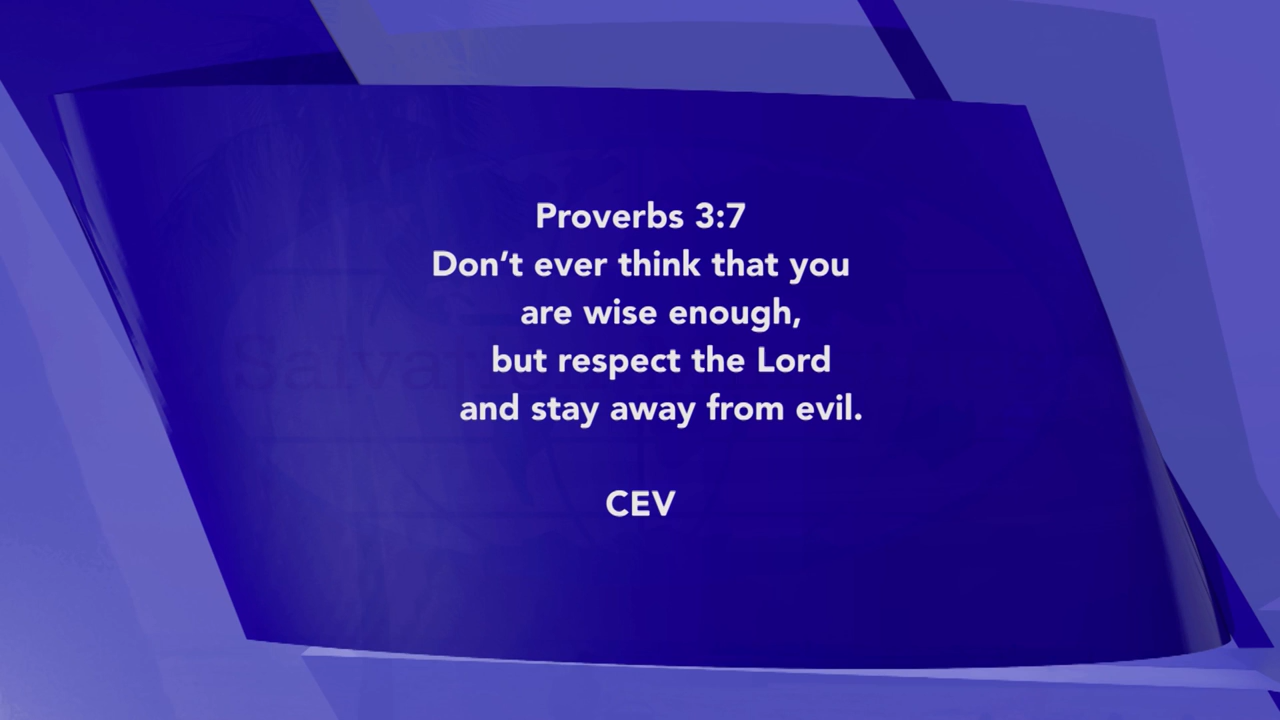 Proverbs 3:7
Don’t ever think that you
are wise enough,
but respect the Lord
and stay away from evil.
CEV